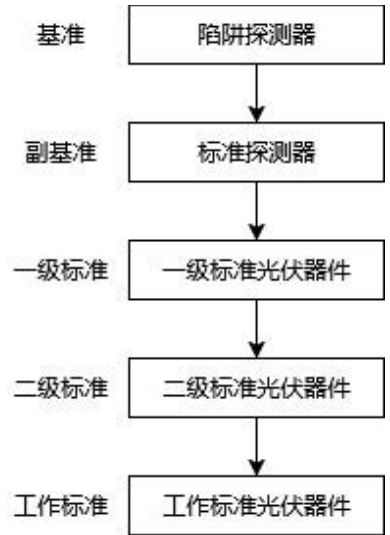 基准 陷阱探测器
副基准 标准探测器
一级标准 一级标准光伏器件
二级标准 二级标准光伏器件
工作标准 工作标准光伏器件